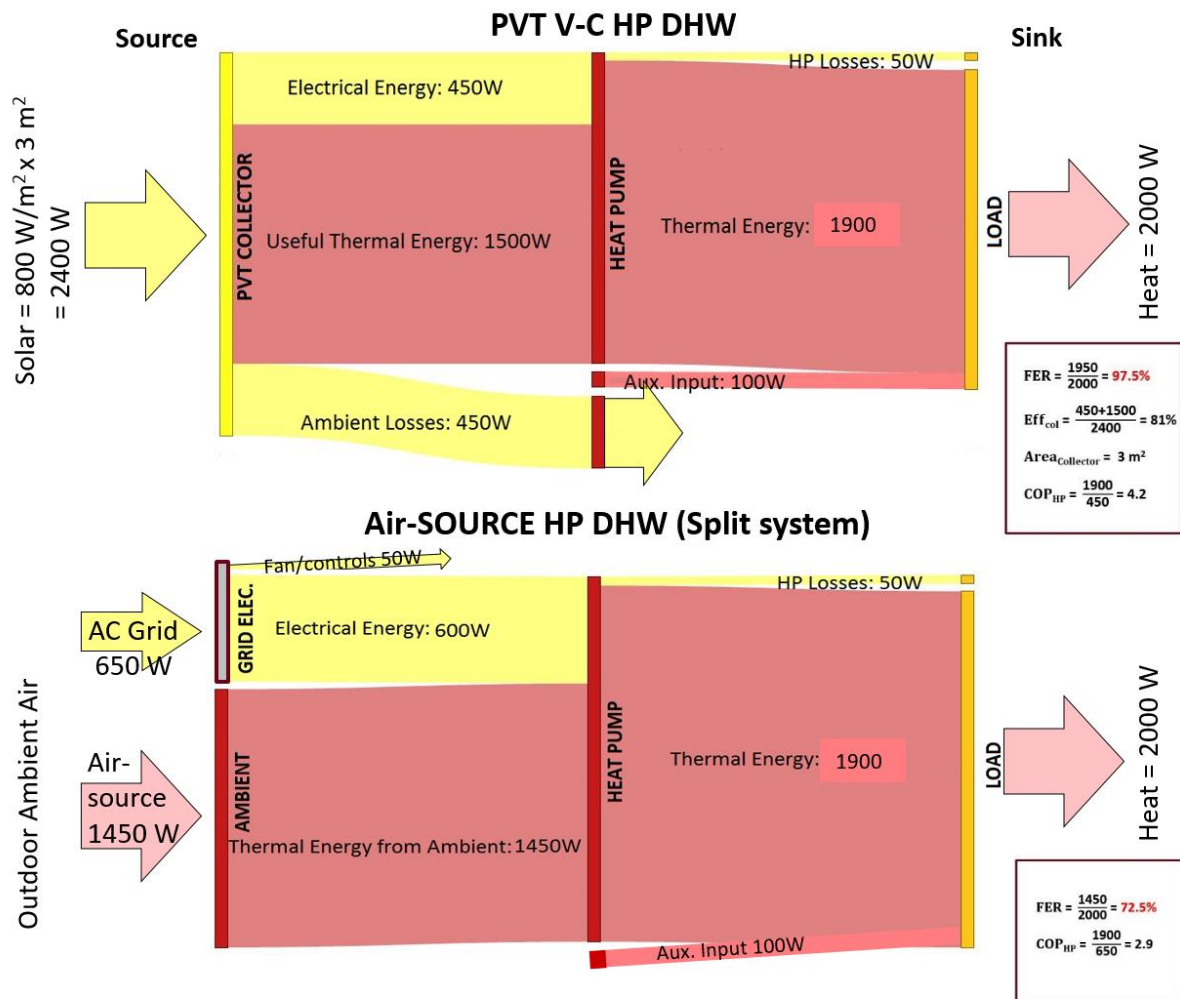 PVT V-C HP DHW
Source
Sink
Solar = 800 W/m² x 3 m²
= 2400 W
PVT COLLECTOR
Electrical Energy: 450W
Useful Thermal Energy: 1500W
Ambient Losses: 450W
HEAT PUMP
HP Losses: 50W
Thermal Energy: 1900
Aux. Input: 100W
LOAD
Heat = 2000 W
FER = 1950/2000 = 97.5%
Eff_col = 450+1500/2400 = 81%
Area_Collector = 3 m²
COP_HP = 1900/450 = 4.2
Air-SOURCE HP DHW (Split system)
Outdoor Ambient Air
AC Grid
650 W
Air-
source
1450 W
GRID ELEC.
AMBIENT
Fan/controls 50W
Electrical Energy: 600W
Thermal Energy from Ambient: 1450W
HEAT PUMP
HP Losses: 50W
Thermal Energy: 1900
Aux. Input 100W
LOAD
Heat = 2000 W
FER = 1450/2000 = 72.5%
COP_HP = 1900/650 = 2.9